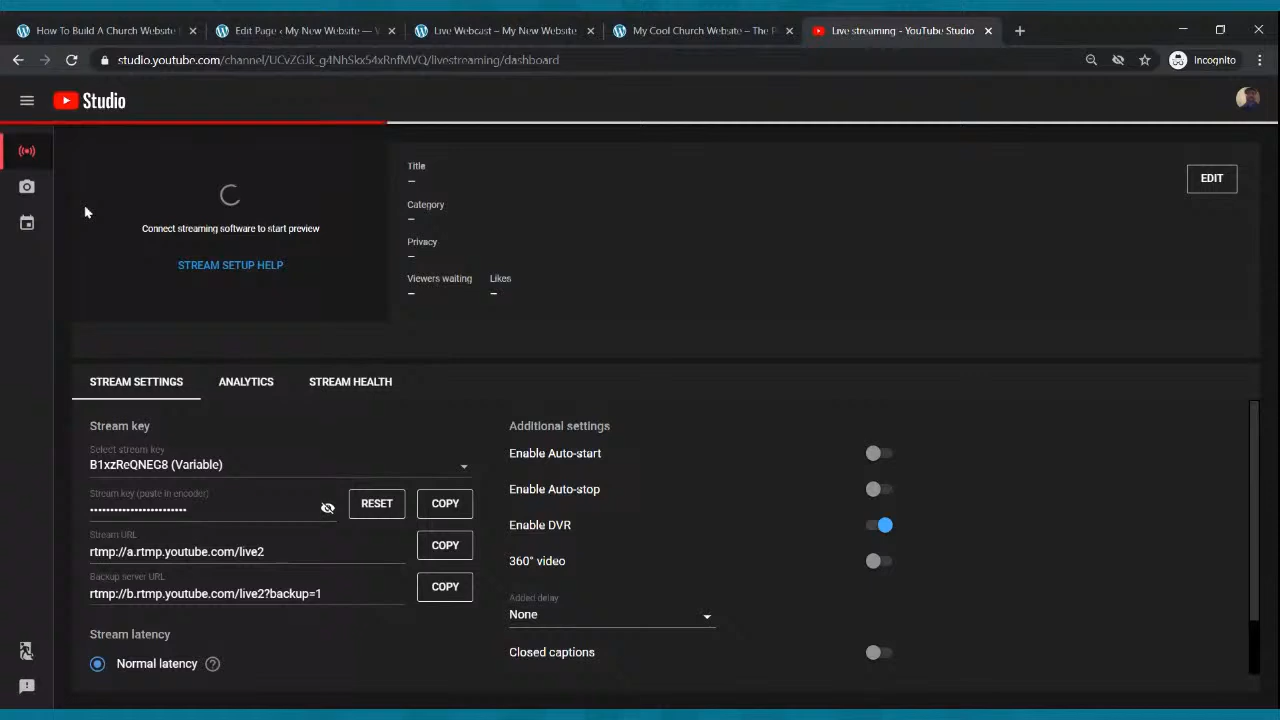 How To Build A Church Website
Edit Page ‹ My New Website —
Live Webcast – My New Website
My Cool Church Website – The
Live streaming - YouTube Studio
studio.youtube.com/channel/UCvZGJk_g4NhSkx54xRnfMVQ/livestreaming/dashboard
Incognito
Studio
Title
–
Category
–
Privacy
–
Viewers waiting
Likes
–
–
EDIT
Connect streaming software to start preview
STREAM SETUP HELP
STREAM SETTINGS
ANALYTICS
STREAM HEALTH
Stream key
Select stream key
B1xzReQNEG8 (Variable)
Stream key (paste in encoder)
••••••••••••••••••••••••
RESET
COPY
Stream URL
rtmp://a.rtmp.youtube.com/live2
COPY
Backup server URL
rtmp://b.rtmp.youtube.com/live2?backup=1
COPY
Stream latency
Normal latency
Additional settings
Enable Auto-start
Enable Auto-stop
Enable DVR
360° video
Added delay
None
Closed captions